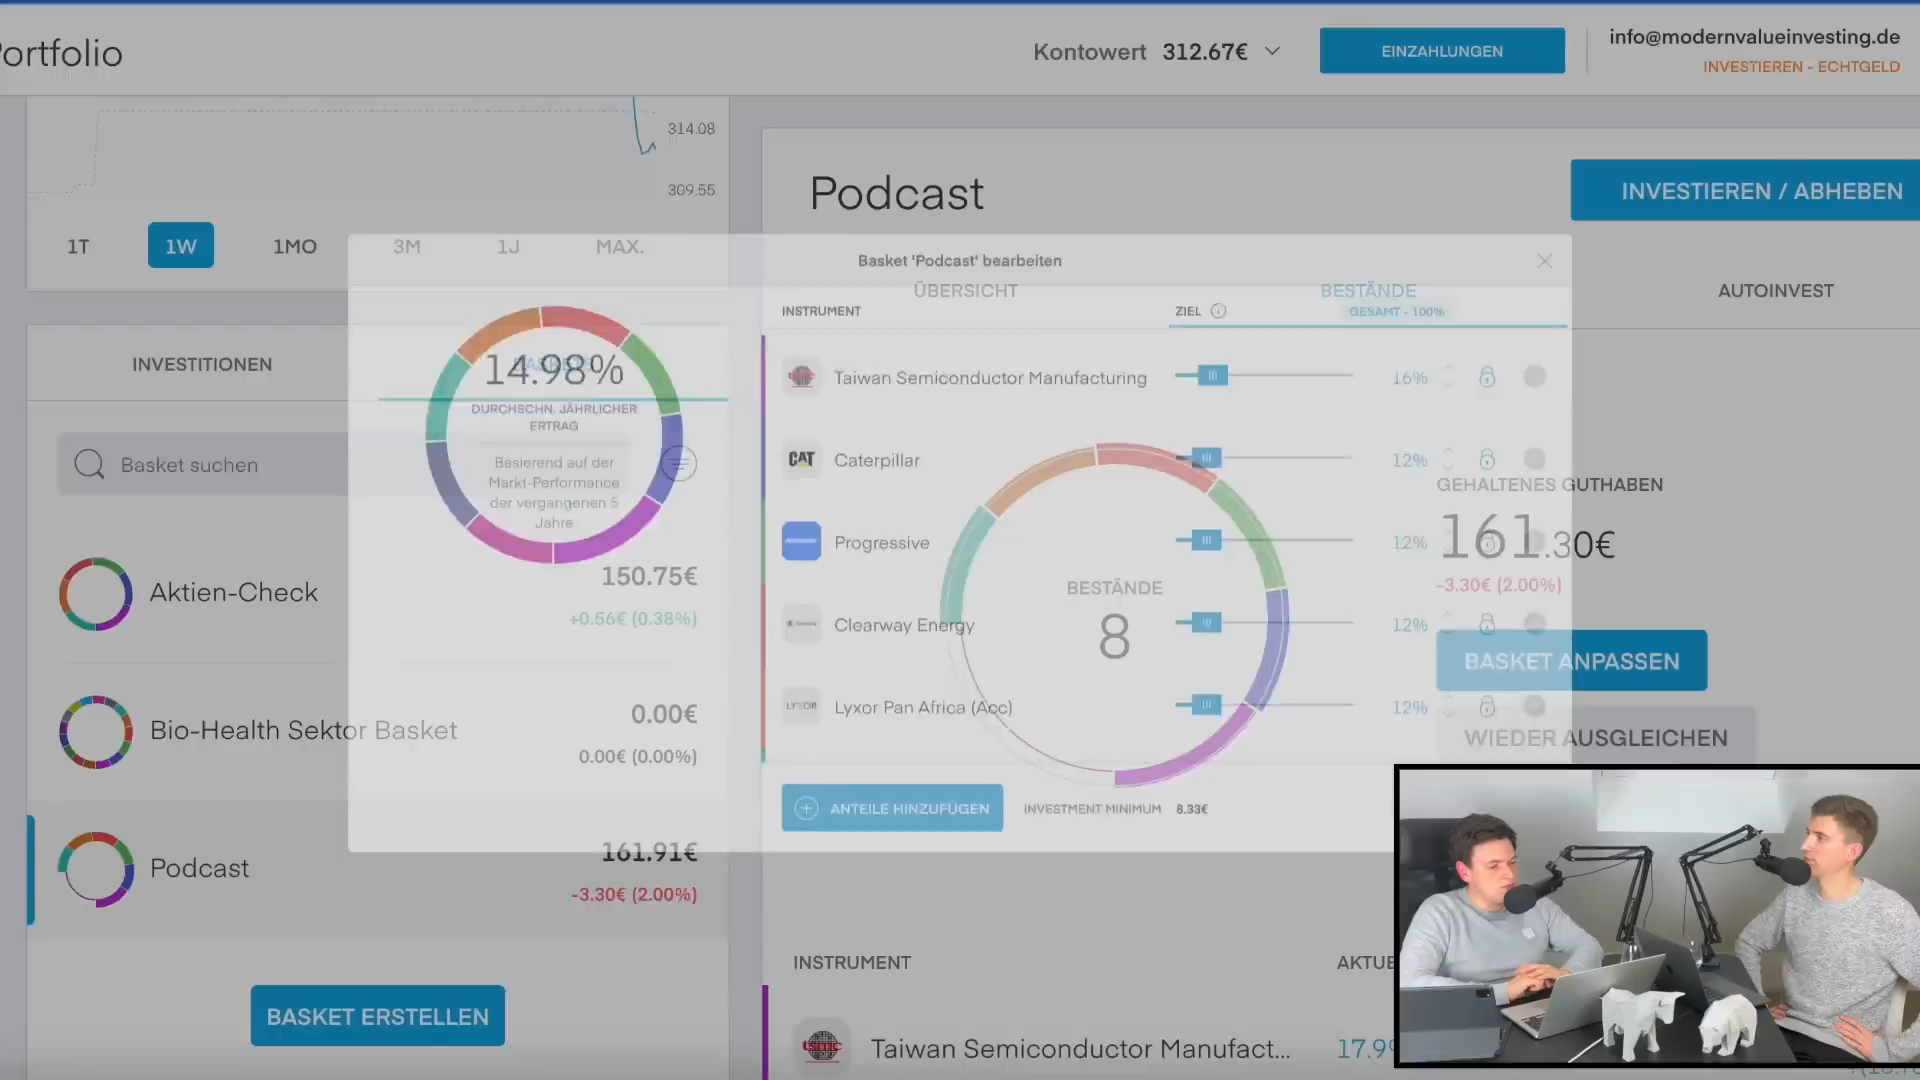 Portfolio
Kontowert 312.67€
EINZAHLUNGEN
info@modernvalueinvesting.de
INVESTIEREN - ECHTGELD
314.08
309.55
1T 1W 1MO 3M 1J MAX.
Podcast
INVESTIEREN / ABHEBEN
Basket 'Podcast' bearbeiten
ÜBERSICHT BESTÄNDE AUTOINVEST
INSTRUMENT ZIEL GESAMT - 100%
INVESTITIONEN
14.98%
DURCHSCHN. JÄHRLICHER
ERTRAG
Basierend auf der
Markt-Performance
der vergangenen 5
Jahre
Basket suchen
Taiwan Semiconductor Manufacturing 16%
CAT Caterpillar 12%
Progressive 12%
Clearway Energy 12%
LYXOR Lyxor Pan Africa (Acc) 12%
GEHALTENES GUTHABEN
161.30€
-3.30€ (2.00%)
BESTÄNDE
8
BASKET ANPASSEN
WIEDER AUSGLEICHEN
ANTEILE HINZUFÜGEN INVESTMENT MINIMUM 8.33€
Aktien-Check 150.75€
+0.56€ (0.38%)
Bio-Health Sektor Basket 0.00€
0.00€ (0.00%)
Podcast 161.91€
-3.30€ (2.00%)
BASKET ERSTELLEN
INSTRUMENT
Taiwan Semiconductor Manufact...